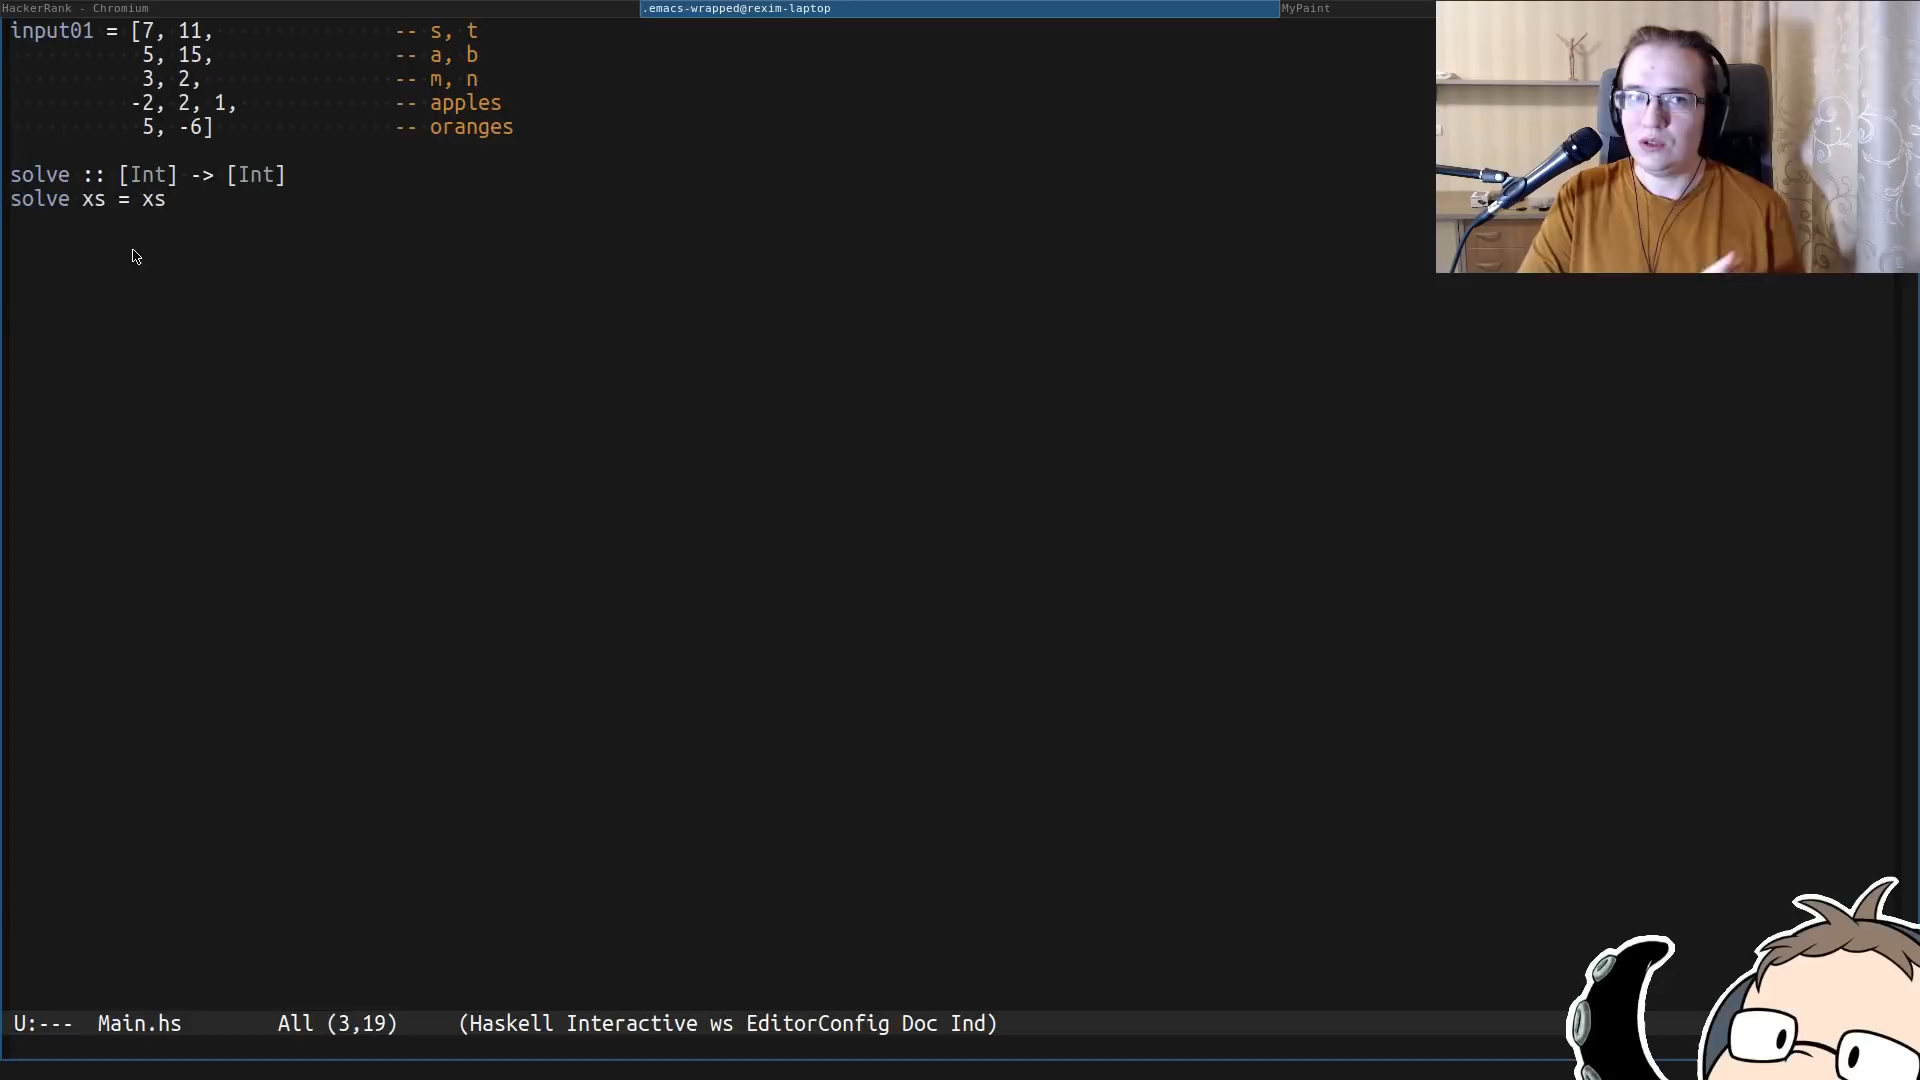 HackerRank - Chromium
.emacs-wrapped@rexim-laptop
MyPaint
input01 = [7, 11,               -- s, t
           5, 15,               -- a, b
           3, 2,                -- m, n
          -2, 2, 1,             -- apples
           5, -6]               -- oranges
solve :: [Int] -> [Int]
solve xs = xs
U:---  Main.hs        All (3,19)     (Haskell Interactive ws EditorConfig Doc Ind)